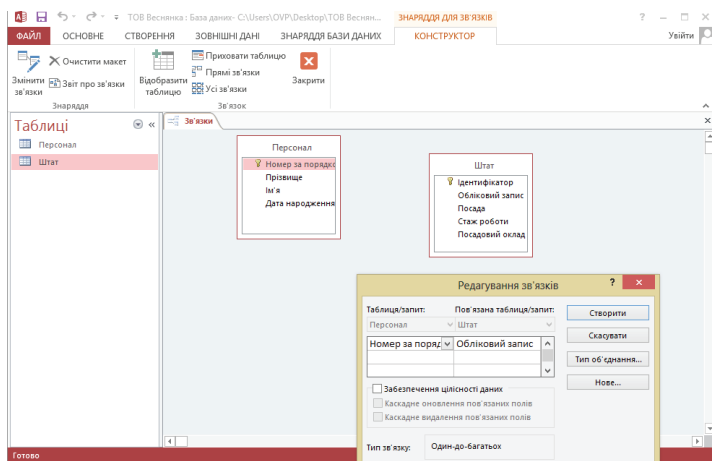 ТОВ Веснянка : База даних- C:\Users\OVP\Desktop\ТОВ Веснян...
ЗНАРЯДДЯ ДЛЯ ЗВ'ЯЗКІВ
ФАЙЛ ОСНОВНЕ СТВОРЕННЯ ЗОВНІШНІ ДАНІ ЗНАРЯДДЯ БАЗИ ДАНИХ КОНСТРУКТОР Увійти
Змінити зв'язки
Очистити макет
Звіт про зв'язки
Знаряддя
Відобразити таблицю
Приховати таблицю
Прямі зв'язки
Усі зв'язки
Зв'язок
Закрити
Таблиці
Персонал
Штат
Зв'язки
Персонал
Номер за порядко
Прізвище
Ім'я
Дата народження
Штат
Ідентифікатор
Обліковий запис
Посада
Стаж роботи
Посадовий оклад
Редагування зв'язків
Таблиця/запит: Пов'язана таблиця/запит:
Персонал Штат
Номер за поряд Обліковий запис
Забезпечення цілісності даних
Каскадне оновлення пов'язаних полів
Каскадне видалення пов'язаних полів
Тип зв'язку: Один-до-багатьох
Створити
Скасувати
Тип об'єднання...
Нове...
Готово